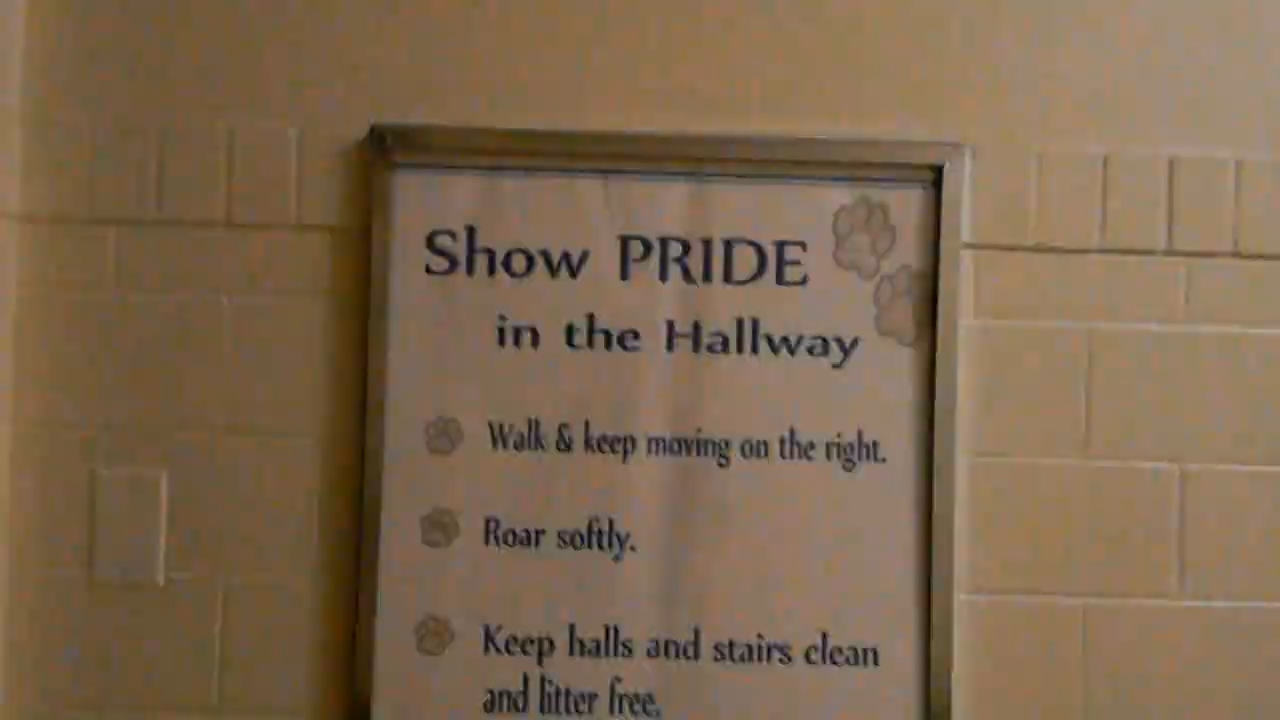 Show PRIDE
in the Hallway
Walk & keep moving on the right.
Roar softly.
Keep halls and stairs clean
and litter free.